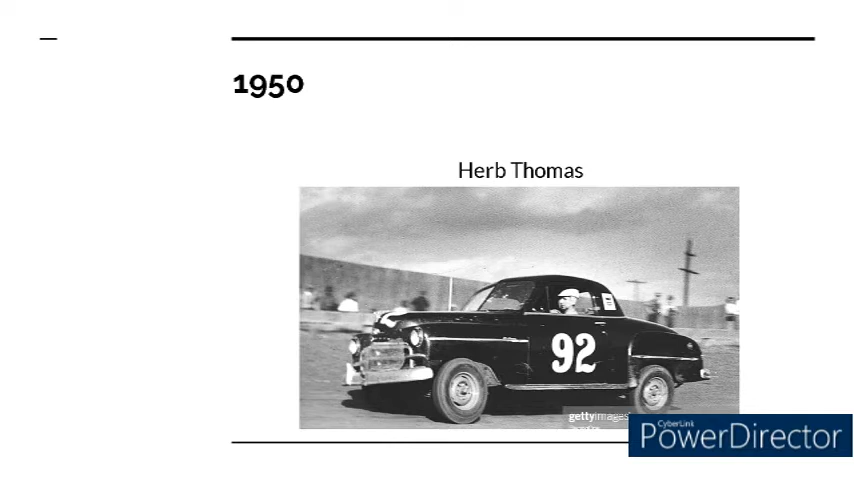 1950
Herb Thomas
92
gettyimages
CyberLink
PowerDirector